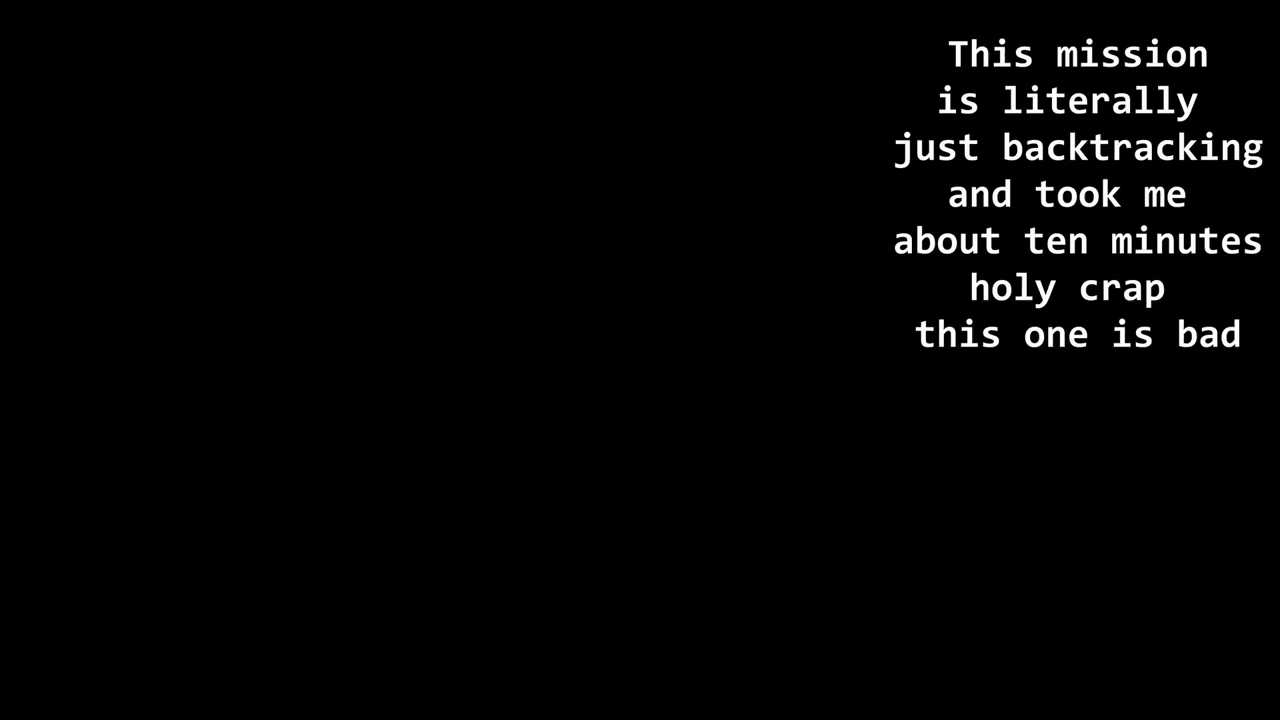 This mission
is literally
just backtracking
and took me
about ten minutes
holy crap
this one is bad